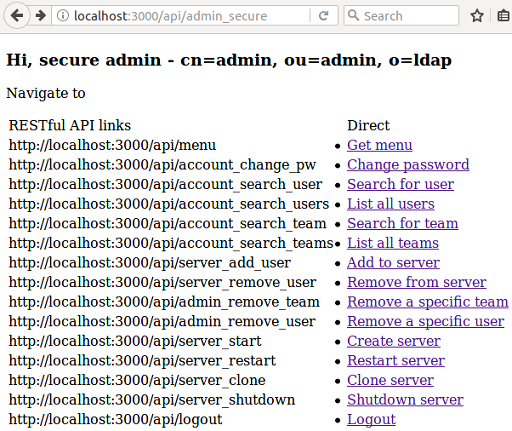 localhost:3000/api/admin_secure Search
Hi, secure admin - cn=admin, ou=admin, o=ldap
Navigate to
RESTful API links Direct
http://localhost:3000/api/menu • Get menu
http://localhost:3000/api/account_change_pw • Change password
http://localhost:3000/api/account_search_user • Search for user
http://localhost:3000/api/account_search_users • List all users
http://localhost:3000/api/account_search_team • Search for team
http://localhost:3000/api/account_search_teams • List all teams
http://localhost:3000/api/server_add_user • Add to server
http://localhost:3000/api/server_remove_user • Remove from server
http://localhost:3000/api/admin_remove_team • Remove a specific team
http://localhost:3000/api/admin_remove_user • Remove a specific user
http://localhost:3000/api/server_start • Create server
http://localhost:3000/api/server_restart • Restart server
http://localhost:3000/api/server_clone • Clone server
http://localhost:3000/api/server_shutdown • Shutdown server
http://localhost:3000/api/logout • Logout